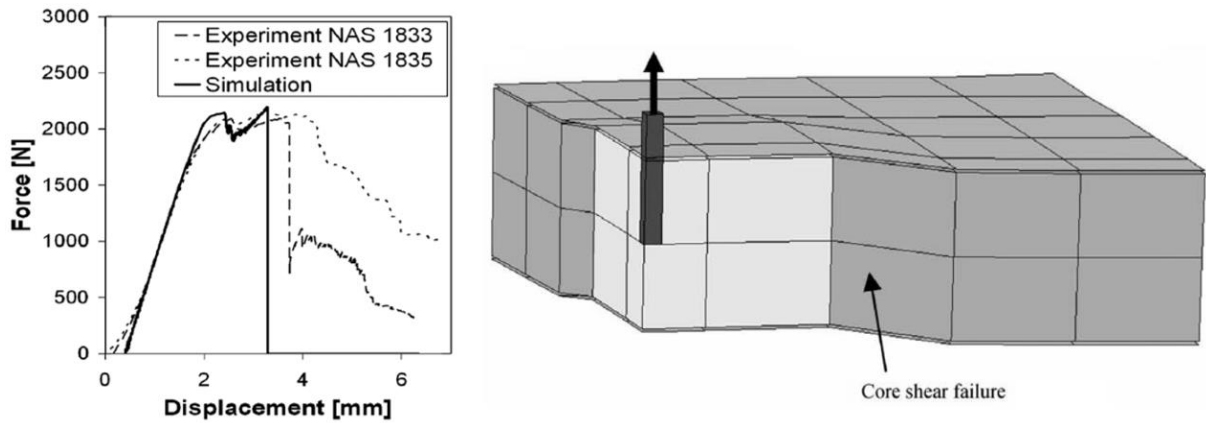 3000
2500
2000
1500
1000
500
0
Force [N]
Experiment NAS 1833
Experiment NAS 1835
Simulation
0 2 4 6
Displacement [mm]
Core shear failure